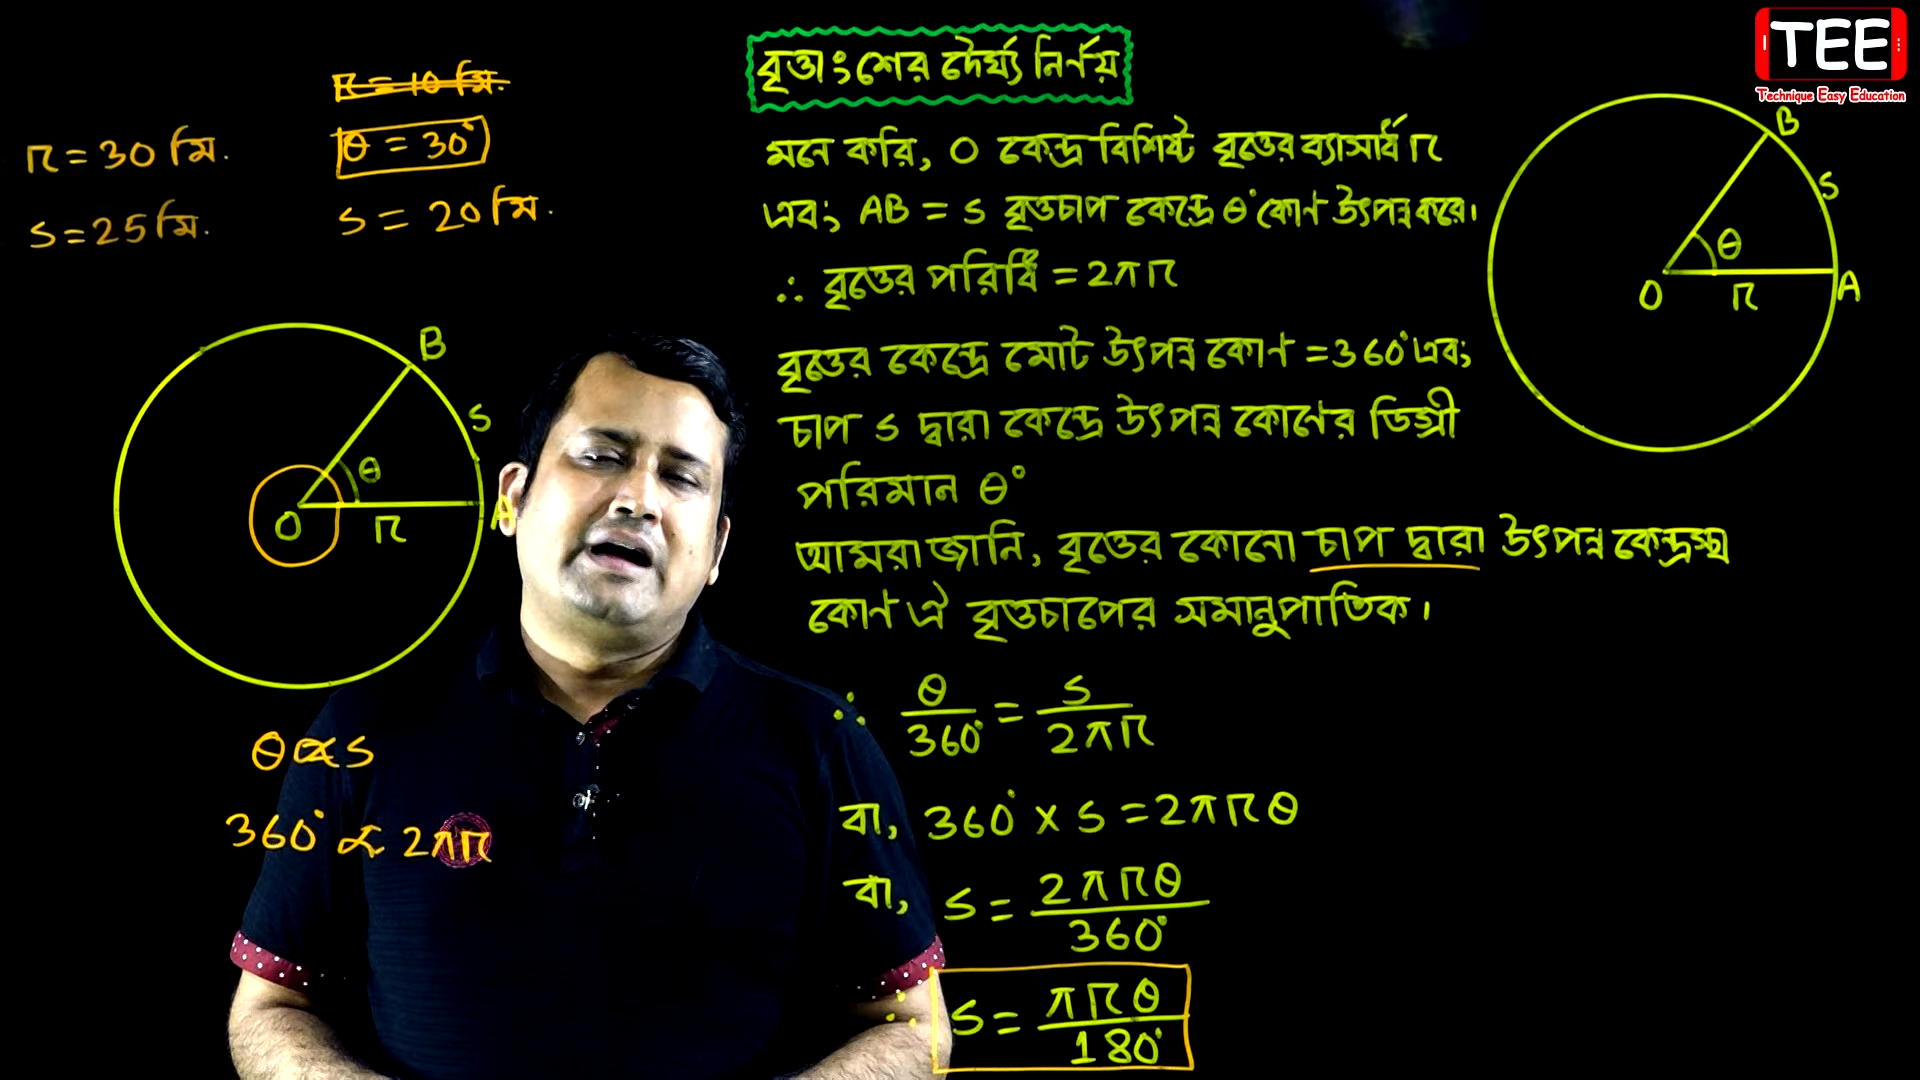 TEE
Technique Easy Education
বৃত্তাংশের দৈর্ঘ্য নির্ণয়
r = 10 মি.
r = 30 মি.
θ = 30°
s = 25 মি.
s = 20 মি.
মনে করি, O কেন্দ্র বিশিষ্ট বৃত্তের ব্যাসার্ধ r
এবং AB = s বৃত্তচাপ কেন্দ্রে θ° কোণ উৎপন্ন করে।
∴ বৃত্তের পরিধি = 2πr
বৃত্তের কেন্দ্রে মোট উৎপন্ন কোণ = 360° এবং
চাপ s দ্বারা কেন্দ্রে উৎপন্ন কোণের ডিগ্রী
পরিমান θ°
আমরা জানি, বৃত্তের কোনো চাপ দ্বারা উৎপন্ন কেন্দ্রস্থ
কোণ ঐ বৃত্তচাপের সমানুপাতিক।
∴ θ/360° = s/2πr
বা, 360° × s = 2πrθ
বা, s = 2πrθ/360°
∴ s = πrθ/180°
B
s
θ
O
r
A
B
s
θ
O
r
A
θ ∝ s
360° ∝ 2πr